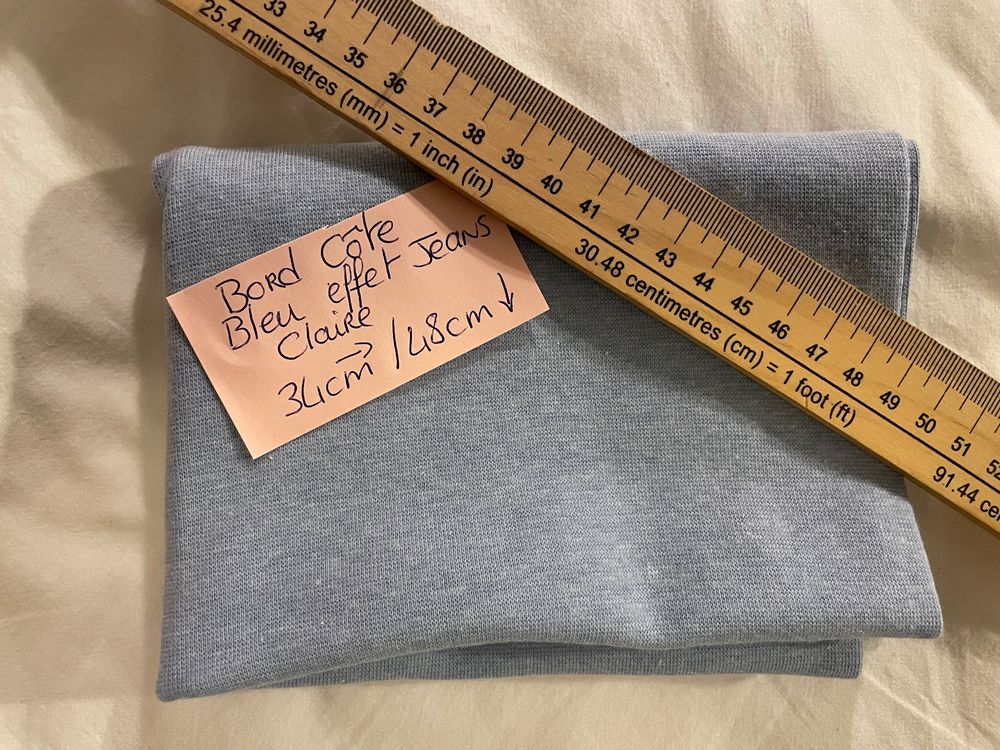 33 34 35 36 37 38 39 40 41 42 43 44 45 46 47 48 49 50 51 52
25.4 millimetres (mm) = 1 inch (in)
30.48 centimetres (cm) = 1 foot (ft)
91.44 cen
Bord Côte
Bleu effet Jeans
Claire
34cm → /48cm ↓